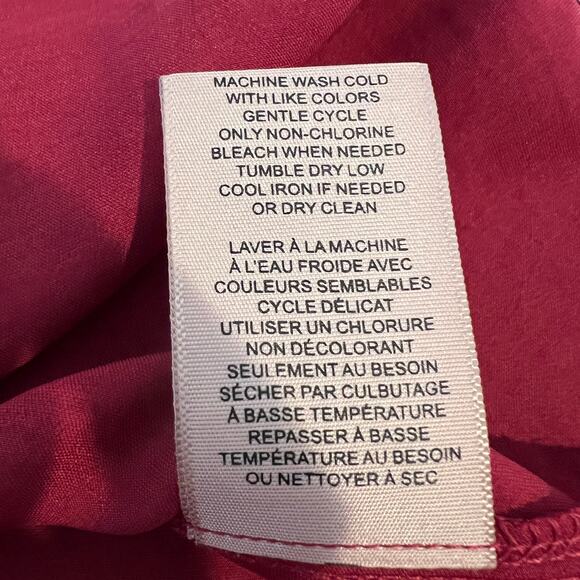 MACHINE WASH COLD
WITH LIKE COLORS
GENTLE CYCLE
ONLY NON-CHLORINE
BLEACH WHEN NEEDED
TUMBLE DRY LOW
COOL IRON IF NEEDED
OR DRY CLEAN
LAVER À LA MACHINE
À L'EAU FROIDE AVEC
COULEURS SEMBLABLES
CYCLE DÉLICAT
UTILISER UN CHLORURE
NON DÉCOLORANT
SEULEMENT AU BESOIN
SÉCHER PAR CULBUTAGE
À BASSE TEMPÉRATURE
REPASSER À BASSE
TEMPÉRATURE AU BESOIN
OU NETTOYER À SEC